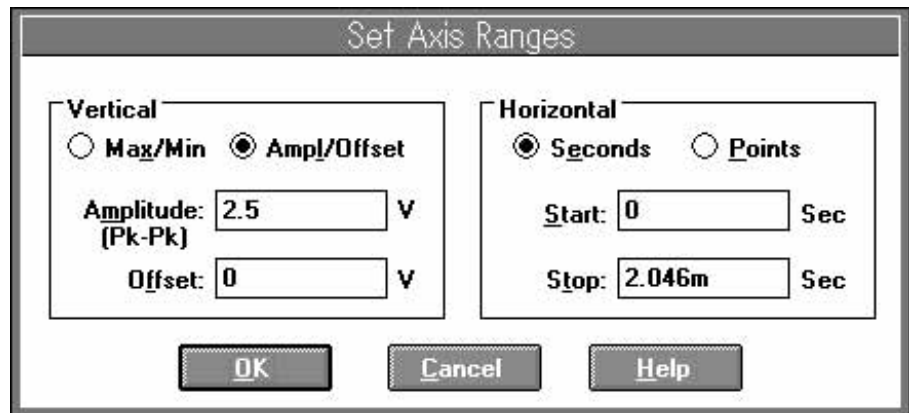 Set Axis Ranges
Vertical
Max/Min Ampl/Offset
Amplitude: 2.5 V
(Pk-Pk)
Offset: 0 V
Horizontal
Seconds Points
Start: 0 Sec
Stop: 2.046m Sec
OK Cancel Help